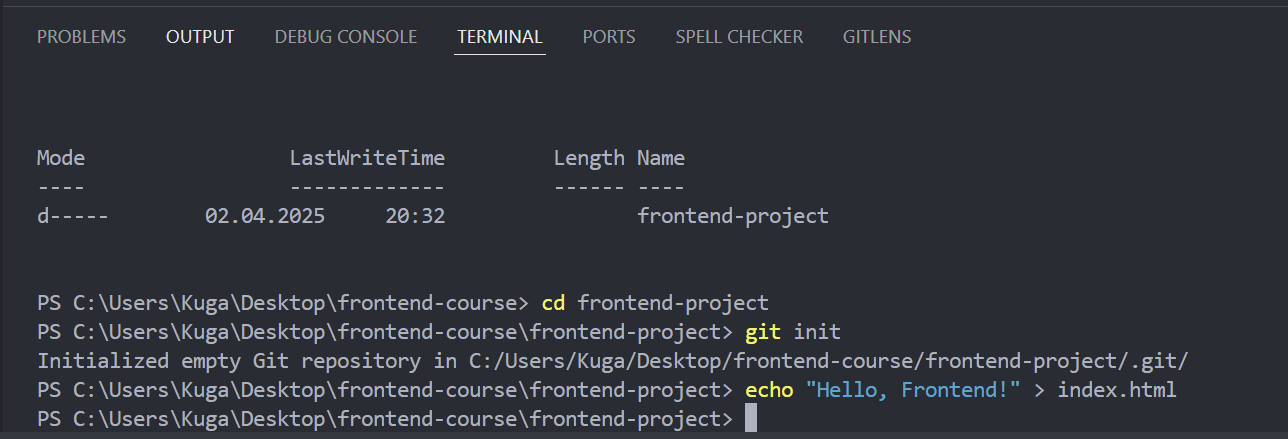 PROBLEMS OUTPUT DEBUG CONSOLE TERMINAL PORTS SPELL CHECKER GITLENS
Mode LastWriteTime Length Name
---- ------------- ------ ----
d----- 02.04.2025 20:32 frontend-project
PS C:\Users\Kuga\Desktop\frontend-course> cd frontend-project
PS C:\Users\Kuga\Desktop\frontend-course\frontend-project> git init
Initialized empty Git repository in C:/Users/Kuga/Desktop/frontend-course/frontend-project/.git/
PS C:\Users\Kuga\Desktop\frontend-course\frontend-project> echo "Hello, Frontend!" > index.html
PS C:\Users\Kuga\Desktop\frontend-course\frontend-project>